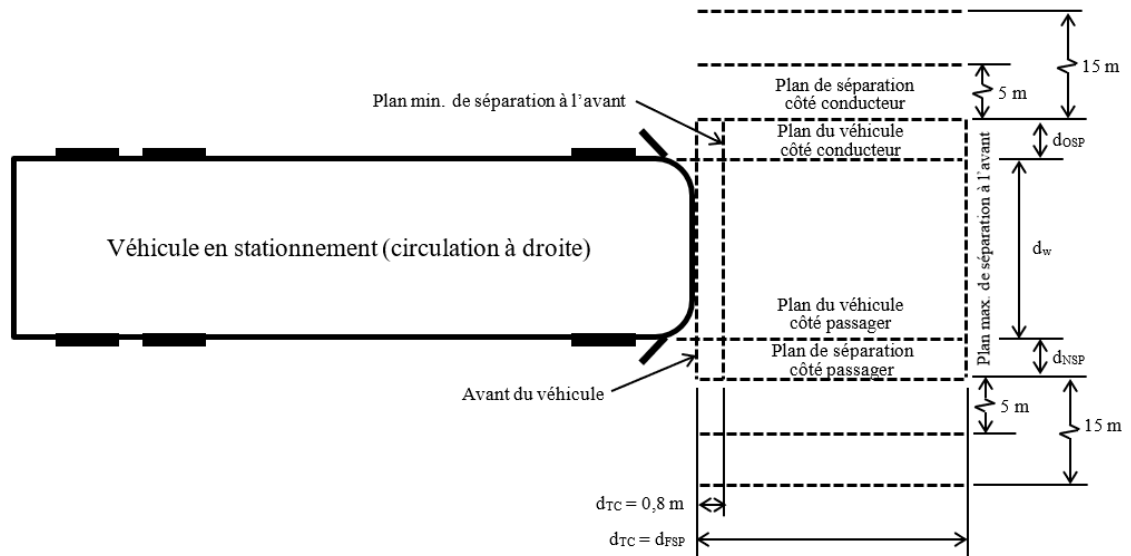 15 m
5 m
Plan de séparation
côté conducteur
Plan min. de séparation à l’avant
Plan du véhicule
côté conducteur
dOSP
Véhicule en stationnement (circulation à droite)
Plan max. de séparation à l’avant
dw
Plan du véhicule
côté passager
Plan de séparation
côté passager
dNSP
Avant du véhicule
5 m
15 m
dTC = 0,8 m
dTC = dFSP